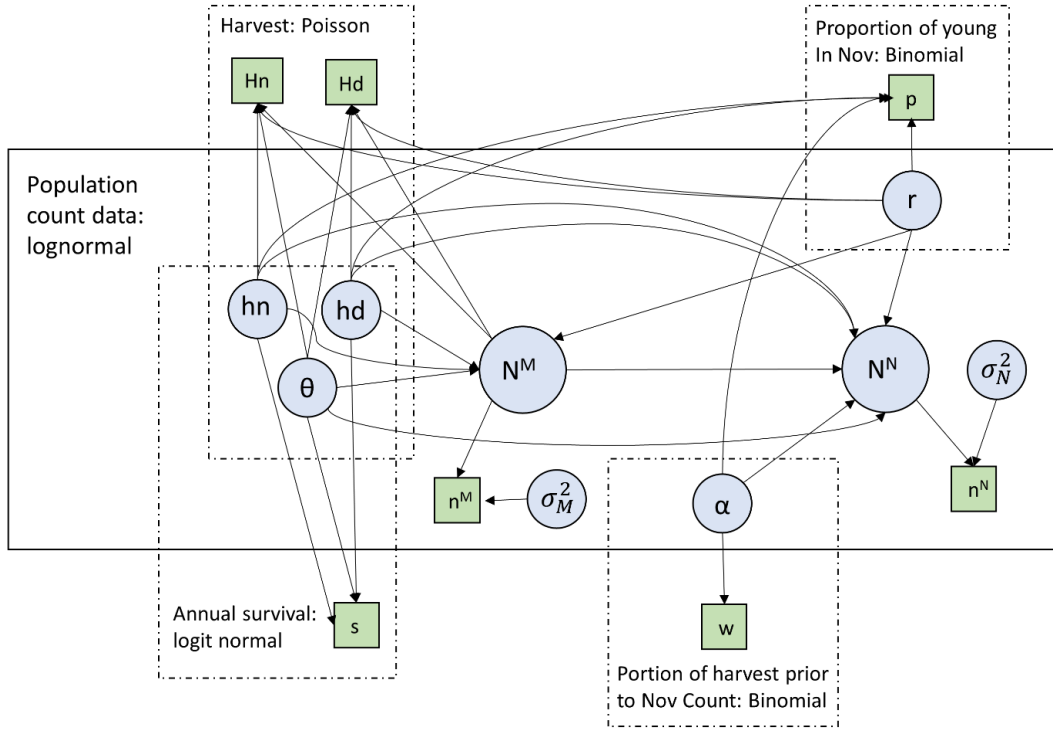 Harvest: Poisson
Proportion of young
In Nov: Binomial
Hn
Hd
p
Population
count data:
lognormal
r
hn
hd
θ
N^M
N^N
σ_N^2
n^M
σ_M^2
α
n^N
Annual survival:
logit normal
s
w
Portion of harvest prior
to Nov Count: Binomial